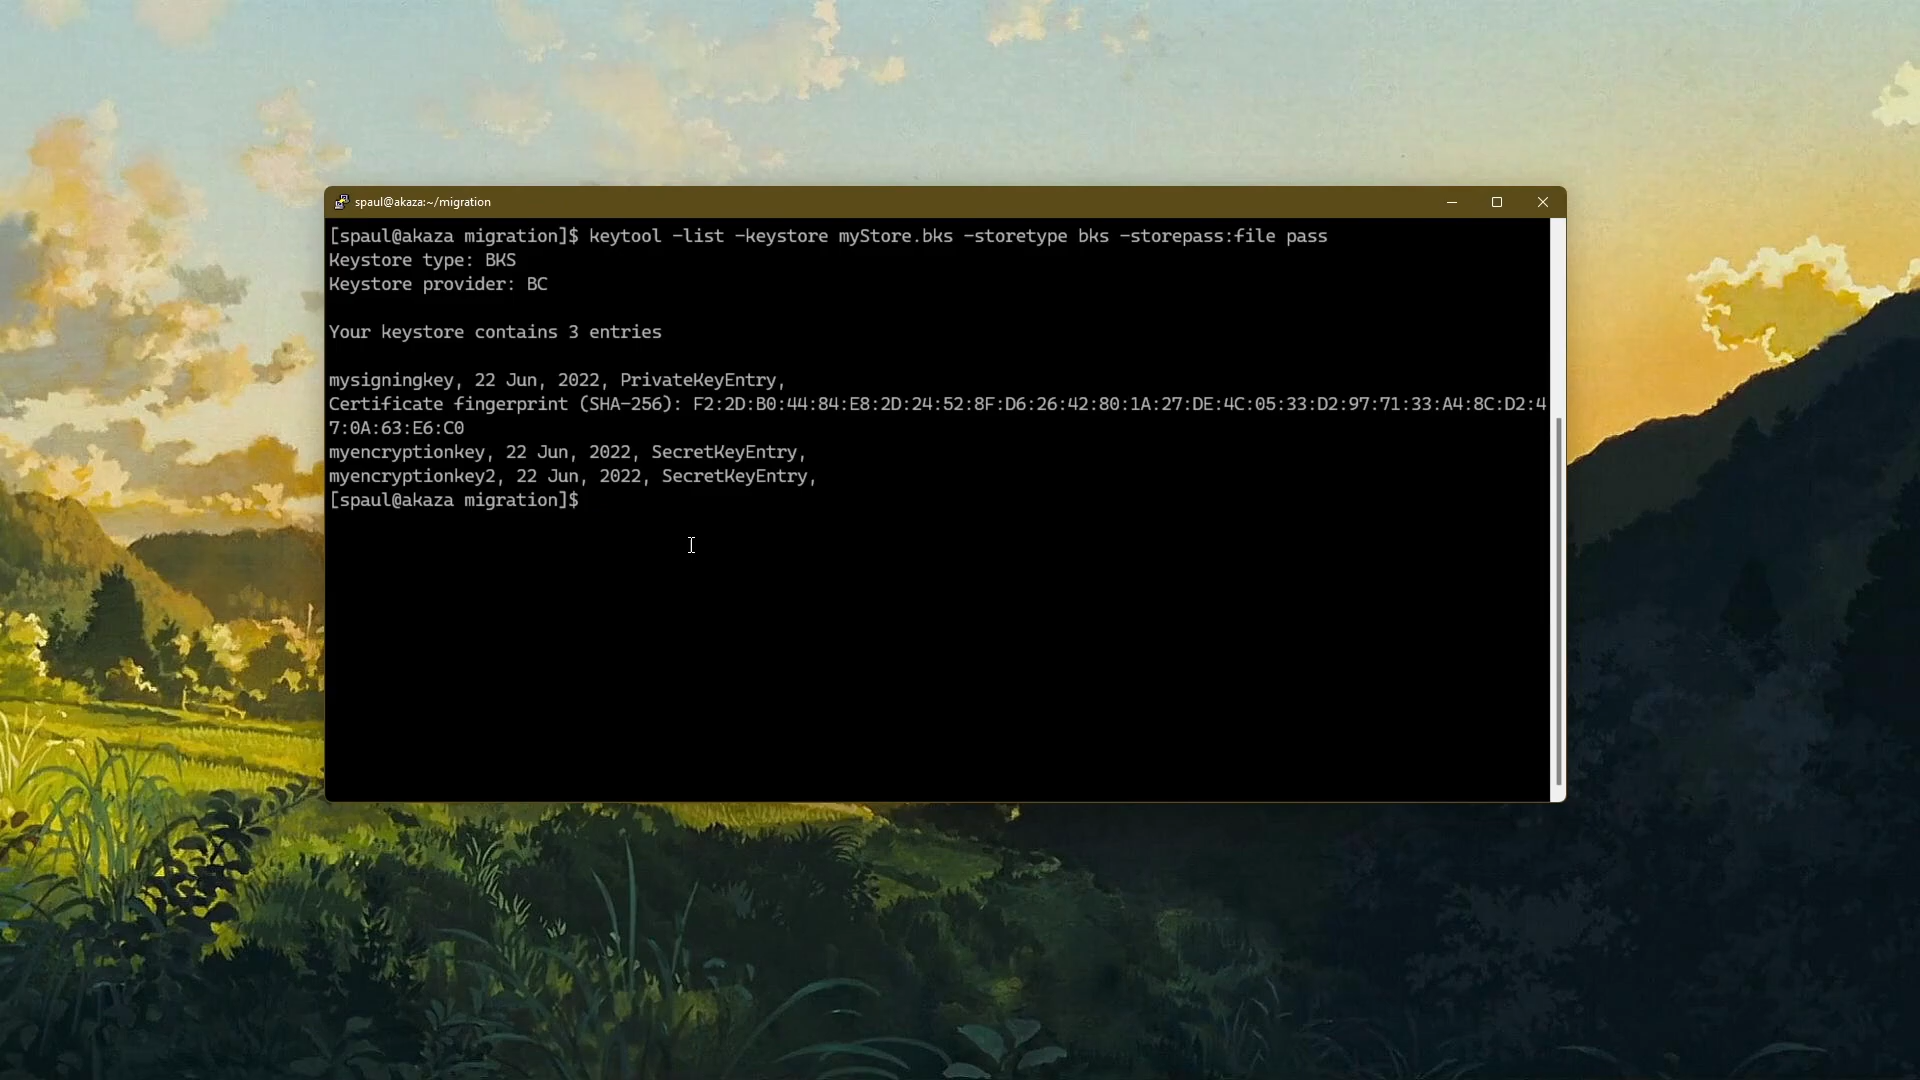 spaul@akaza:~/migration
[spaul@akaza migration]$ keytool -list -keystore myStore.bks -storetype bks -storepass:file pass
Keystore type: BKS
Keystore provider: BC
Your keystore contains 3 entries
mysigningkey, 22 Jun, 2022, PrivateKeyEntry,
Certificate fingerprint (SHA-256): F2:2D:B0:44:84:E8:2D:24:52:8F:D6:26:42:80:1A:27:DE:4C:05:33:D2:97:71:33:A4:8C:D2:4
7:0A:63:E6:C0
myencryptionkey, 22 Jun, 2022, SecretKeyEntry,
myencryptionkey2, 22 Jun, 2022, SecretKeyEntry,
[spaul@akaza migration]$